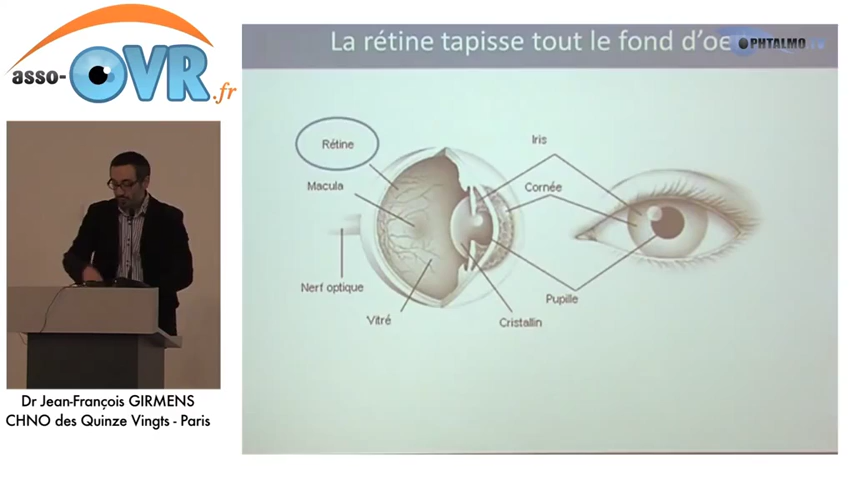 asso-OVR.fr
La rétine tapisse tout le fond d'oe
OPHTALMO
Rétine
Iris
Macula
Cornée
Nerf optique
Pupille
Vitré
Cristallin
Dr Jean-François GIRMENS
CHNO des Quinze Vingts - Paris